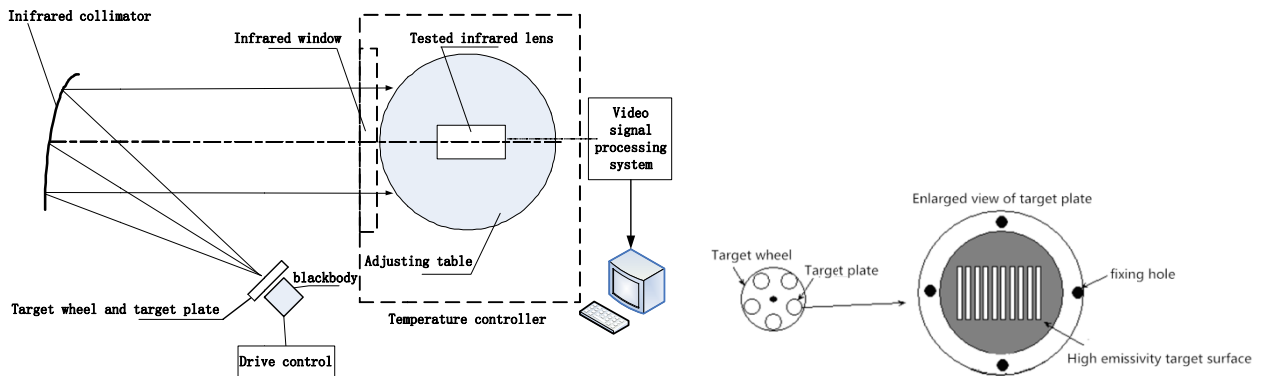 Inifrared collimator
Infrared window
Tested infrared lens
Video
signal
processing
system
Adjusting table
blackbody
Target wheel and target plate
Temperature controller
Drive control
Enlarged view of target plate
Target wheel
Target plate
fixing hole
High emissivity target surface